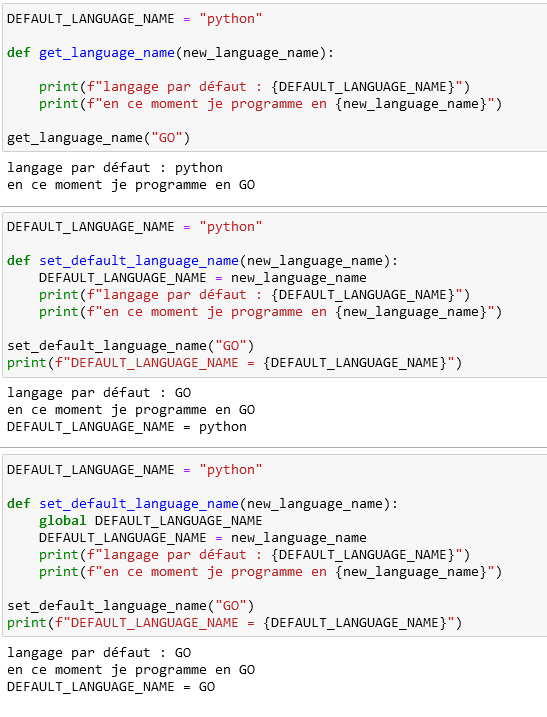 DEFAULT_LANGUAGE_NAME = "python"
def get_language_name(new_language_name):
print(f"langage par défaut : {DEFAULT_LANGUAGE_NAME}")
print(f"en ce moment je programme en {new_language_name}")
get_language_name("GO")
langage par défaut : python
en ce moment je programme en GO
DEFAULT_LANGUAGE_NAME = "python"
def set_default_language_name(new_language_name):
DEFAULT_LANGUAGE_NAME = new_language_name
print(f"langage par défaut : {DEFAULT_LANGUAGE_NAME}")
print(f"en ce moment je programme en {new_language_name}")
set_default_language_name("GO")
print(f"DEFAULT_LANGUAGE_NAME = {DEFAULT_LANGUAGE_NAME}")
langage par défaut : GO
en ce moment je programme en GO
DEFAULT_LANGUAGE_NAME = python
DEFAULT_LANGUAGE_NAME = "python"
def set_default_language_name(new_language_name):
global DEFAULT_LANGUAGE_NAME
DEFAULT_LANGUAGE_NAME = new_language_name
print(f"langage par défaut : {DEFAULT_LANGUAGE_NAME}")
print(f"en ce moment je programme en {new_language_name}")
set_default_language_name("GO")
print(f"DEFAULT_LANGUAGE_NAME = {DEFAULT_LANGUAGE_NAME}")
langage par défaut : GO
en ce moment je programme en GO
DEFAULT_LANGUAGE_NAME = GO